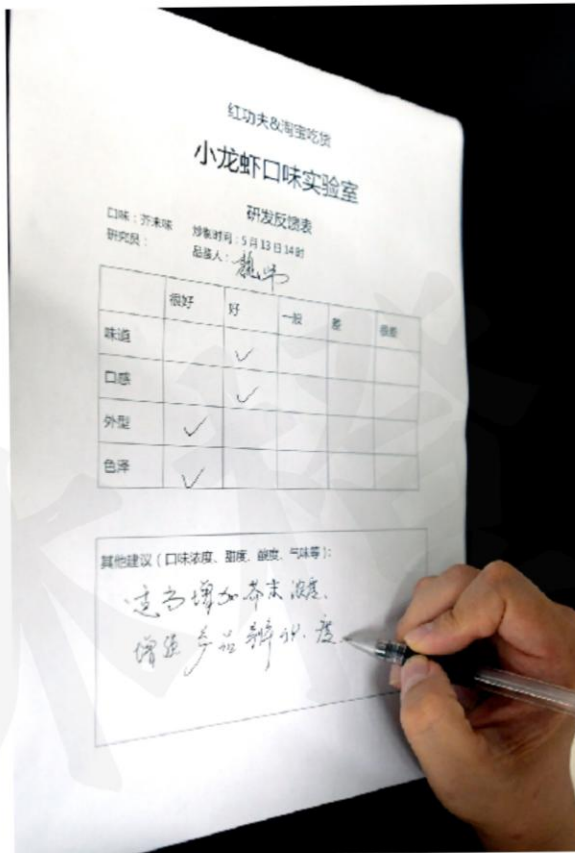 红功夫&淘宝吃货
小龙虾口味实验室
研发反馈表
口味：芥末味 炒制时间：5月13日14时
研究员： 品鉴人：
很好 好 一般 差 很差
味道 ✓
口感 ✓
外型 ✓
色泽 ✓
其他建议（口味浓度、甜度、酸度、气味等）：
适当增加芥末浓度、
增强产品辨识度